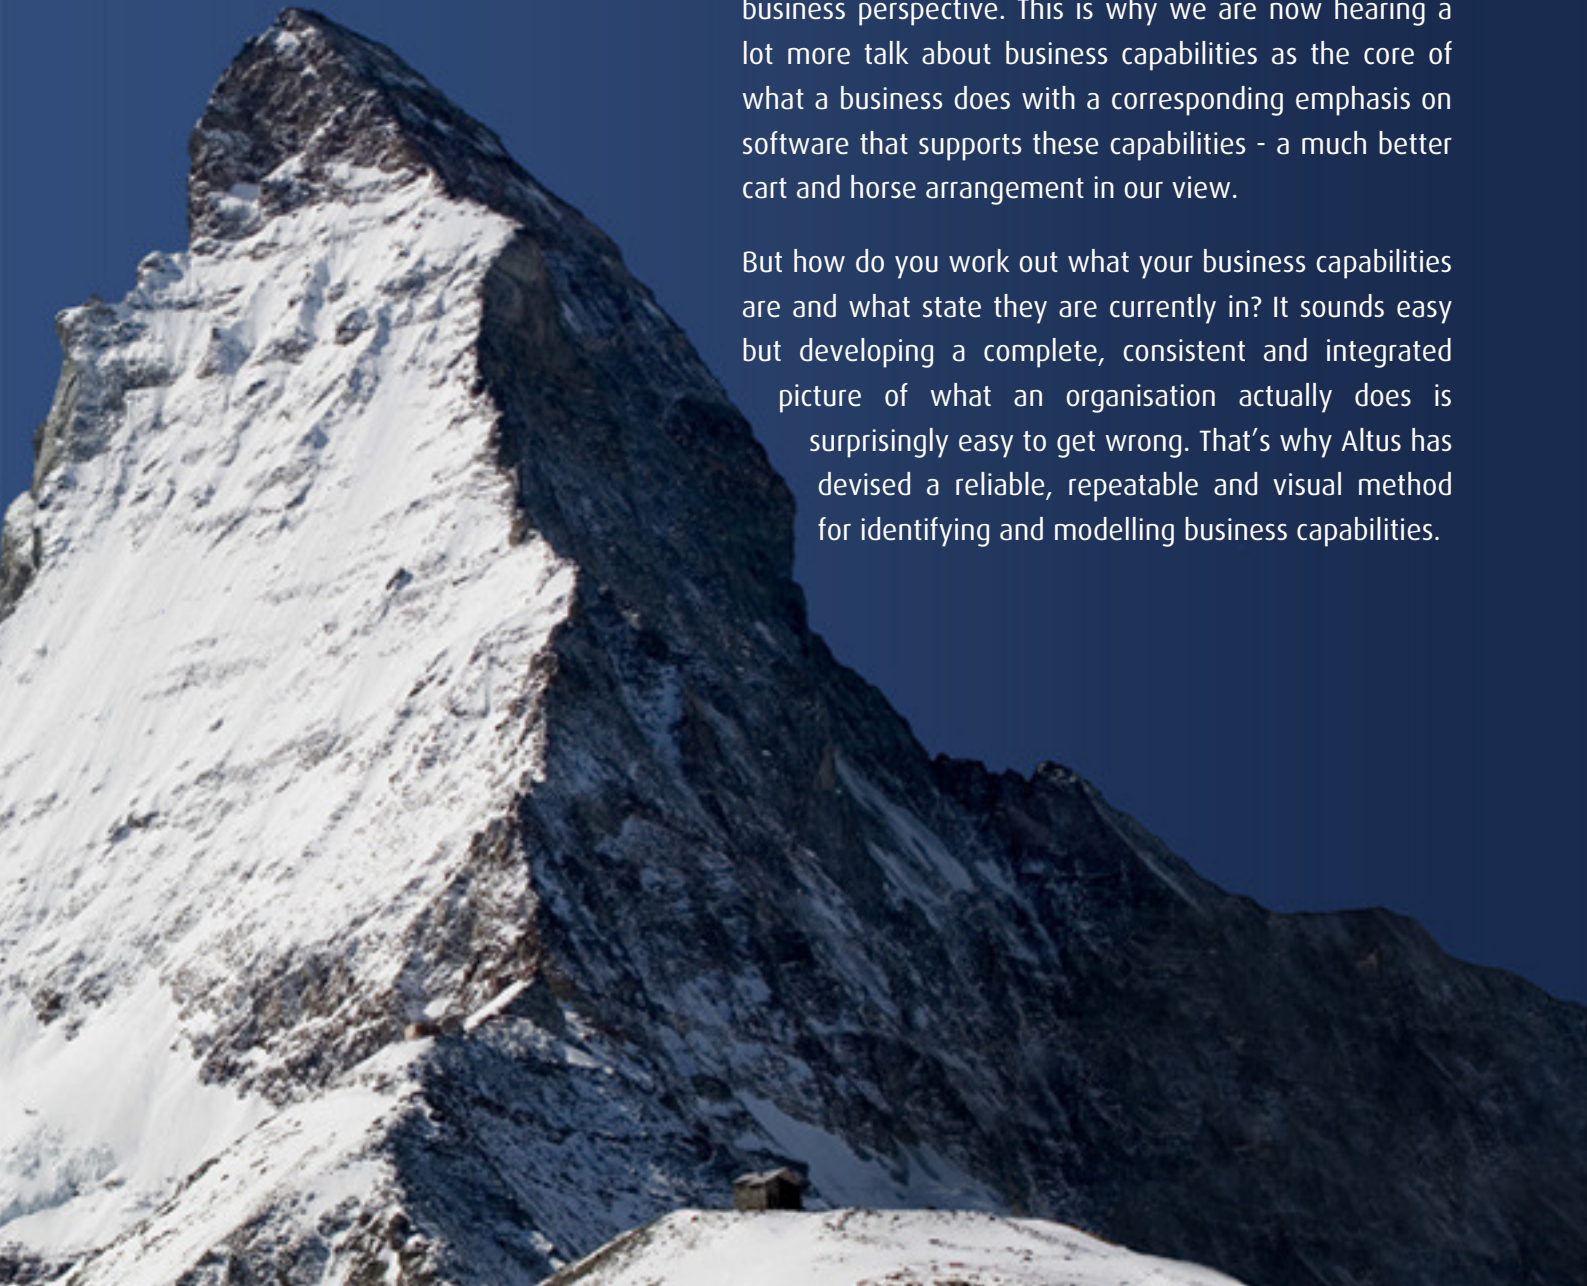 business perspective. This is why we are now hearing a
lot more talk about business capabilities as the core of
what a business does with a corresponding emphasis on
software that supports these capabilities - a much better
cart and horse arrangement in our view.
But how do you work out what your business capabilities
are and what state they are currently in? It sounds easy
but developing a complete, consistent and integrated
picture of what an organisation actually does is
surprisingly easy to get wrong. That's why Altus has
devised a reliable, repeatable and visual method
for identifying and modelling business capabilities.